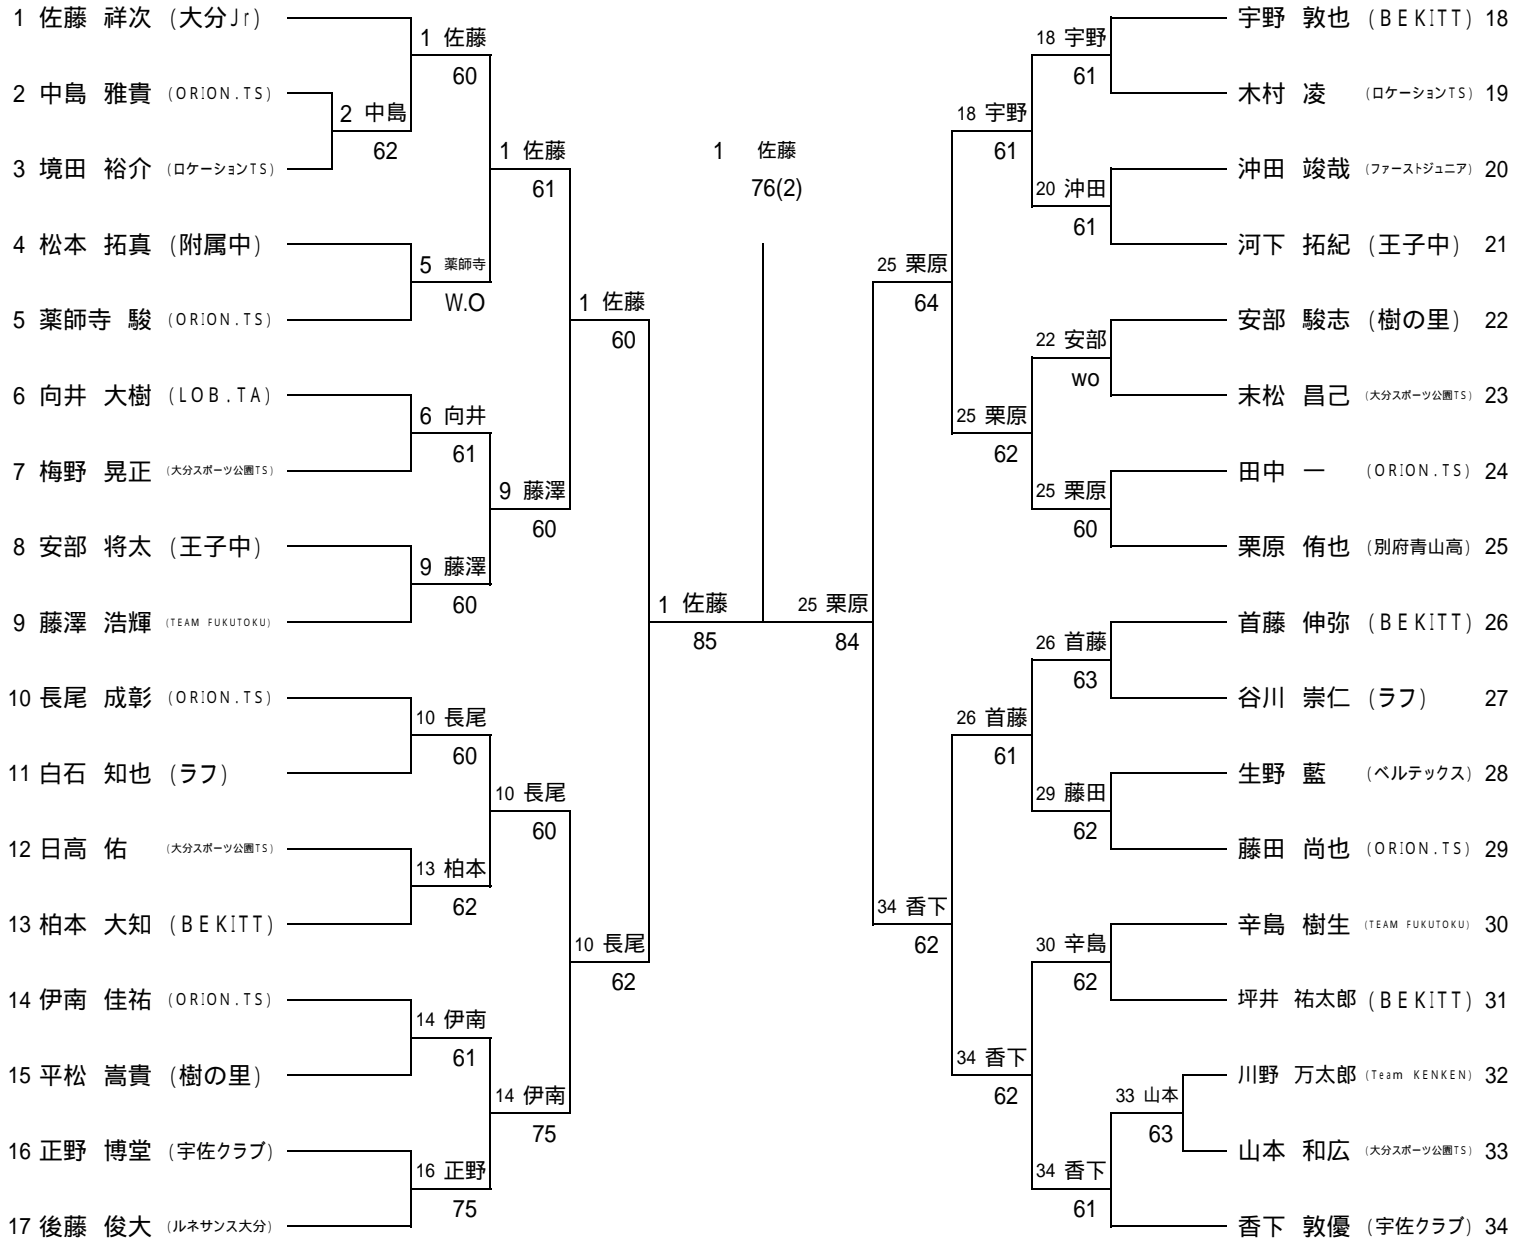 1 佐藤 祥次 (大分Jr)
2 中島 雅貴 (ORION.TS)
3 境田 裕介 (ロケーションTS)
4 松本 拓真 (附属中)
5 薬師寺 駿 (ORION.TS)
6 向井 大樹 (LOB.TA)
7 梅野 晃正 (大分スポーツ公園TS)
8 安部 将太 (王子中)
9 藤澤 浩輝 (TEAM FUKUTOKU)
10 長尾 成彰 (ORION.TS)
11 白石 知也 (ラフ)
12 日高 佑 (大分スポーツ公園TS)
13 柏本 大知 (BEKITT)
14 伊南 佳祐 (ORION.TS)
15 平松 嵩貴 (樹の里)
16 正野 博堂 (宇佐クラブ)
17 後藤 俊大 (ルネサンス大分)
2 中島
62
1 佐藤
60
5 薬師寺
W.O
6 向井
61
9 藤澤
60
10 長尾
60
13 柏本
62
14 伊南
61
16 正野
75
1 佐藤
61
9 藤澤
60
10 長尾
60
14 伊南
75
1 佐藤
60
10 長尾
62
1 佐藤
85
1 佐藤
76(2)
25 栗原
84
25 栗原
64
34 香下
62
18 宇野
61
25 栗原
62
26 首藤
61
34 香下
62
18 宇野
61
20 沖田
61
22 安部
wo
25 栗原
60
26 首藤
63
29 藤田
62
30 辛島
62
34 香下
61
33 山本
63
宇野 敦也 (BEKITT) 18
木村 凌 (ロケーションTS) 19
沖田 竣哉 (ファーストジュニア) 20
河下 拓紀 (王子中) 21
安部 駿志 (樹の里) 22
末松 昌己 (大分スポーツ公園TS) 23
田中 一 (ORION.TS) 24
栗原 侑也 (別府青山高) 25
首藤 伸弥 (BEKITT) 26
谷川 崇仁 (ラフ) 27
生野 藍 (ベルテックス) 28
藤田 尚也 (ORION.TS) 29
辛島 樹生 (TEAM FUKUTOKU) 30
坪井 祐太郎 (BEKITT) 31
川野 万太郎 (Team KENKEN) 32
山本 和広 (大分スポーツ公園TS) 33
香下 敦優 (宇佐クラブ) 34